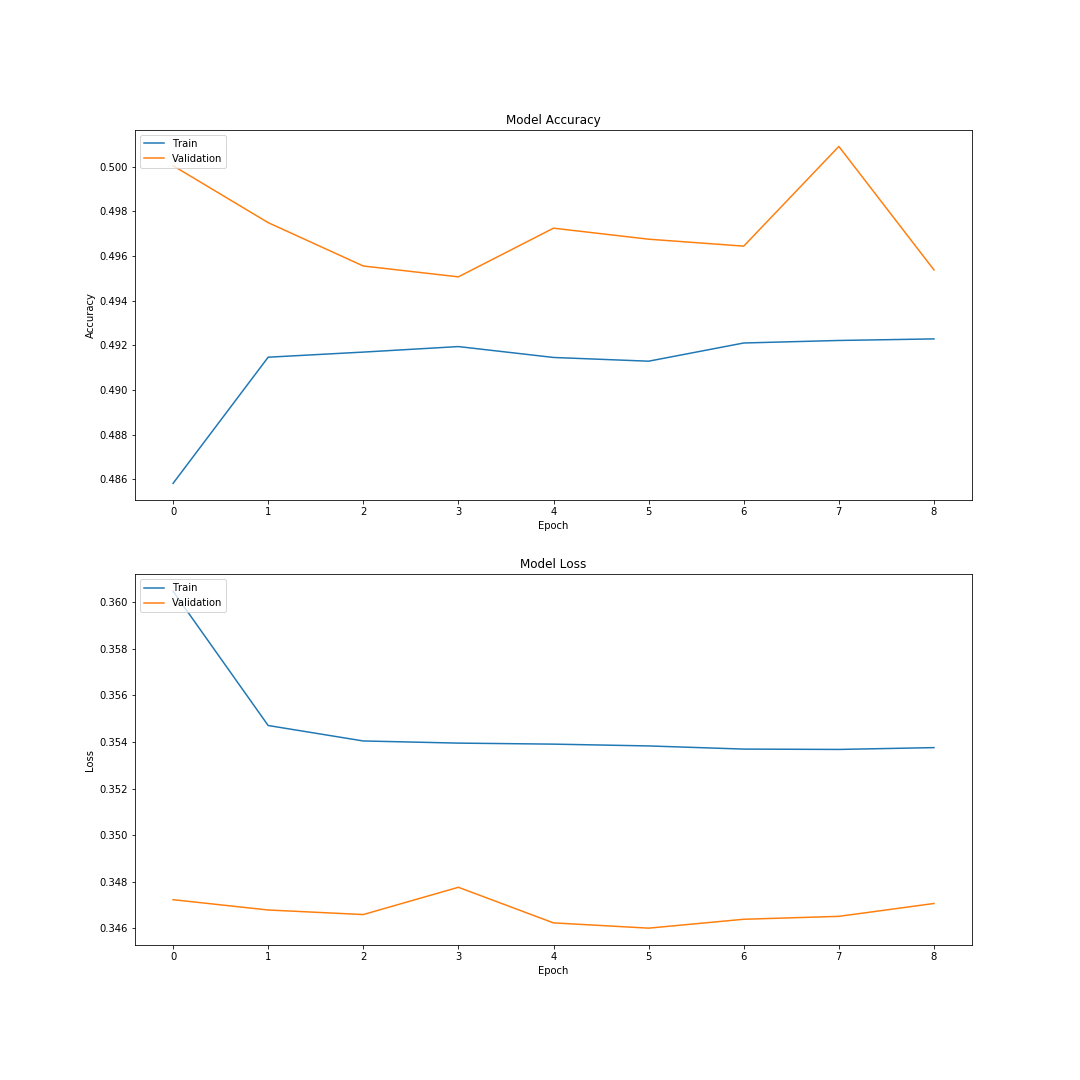 Model Accuracy
Train
Validation
0.500
0.498
0.496
0.494
0.492
0.490
0.488
0.486
Accuracy
0 1 2 3 4 5 6 7 8
Epoch
Model Loss
Train
Validation
0.360
0.358
0.356
0.354
0.352
0.350
0.348
0.346
Loss
0 1 2 3 4 5 6 7 8
Epoch